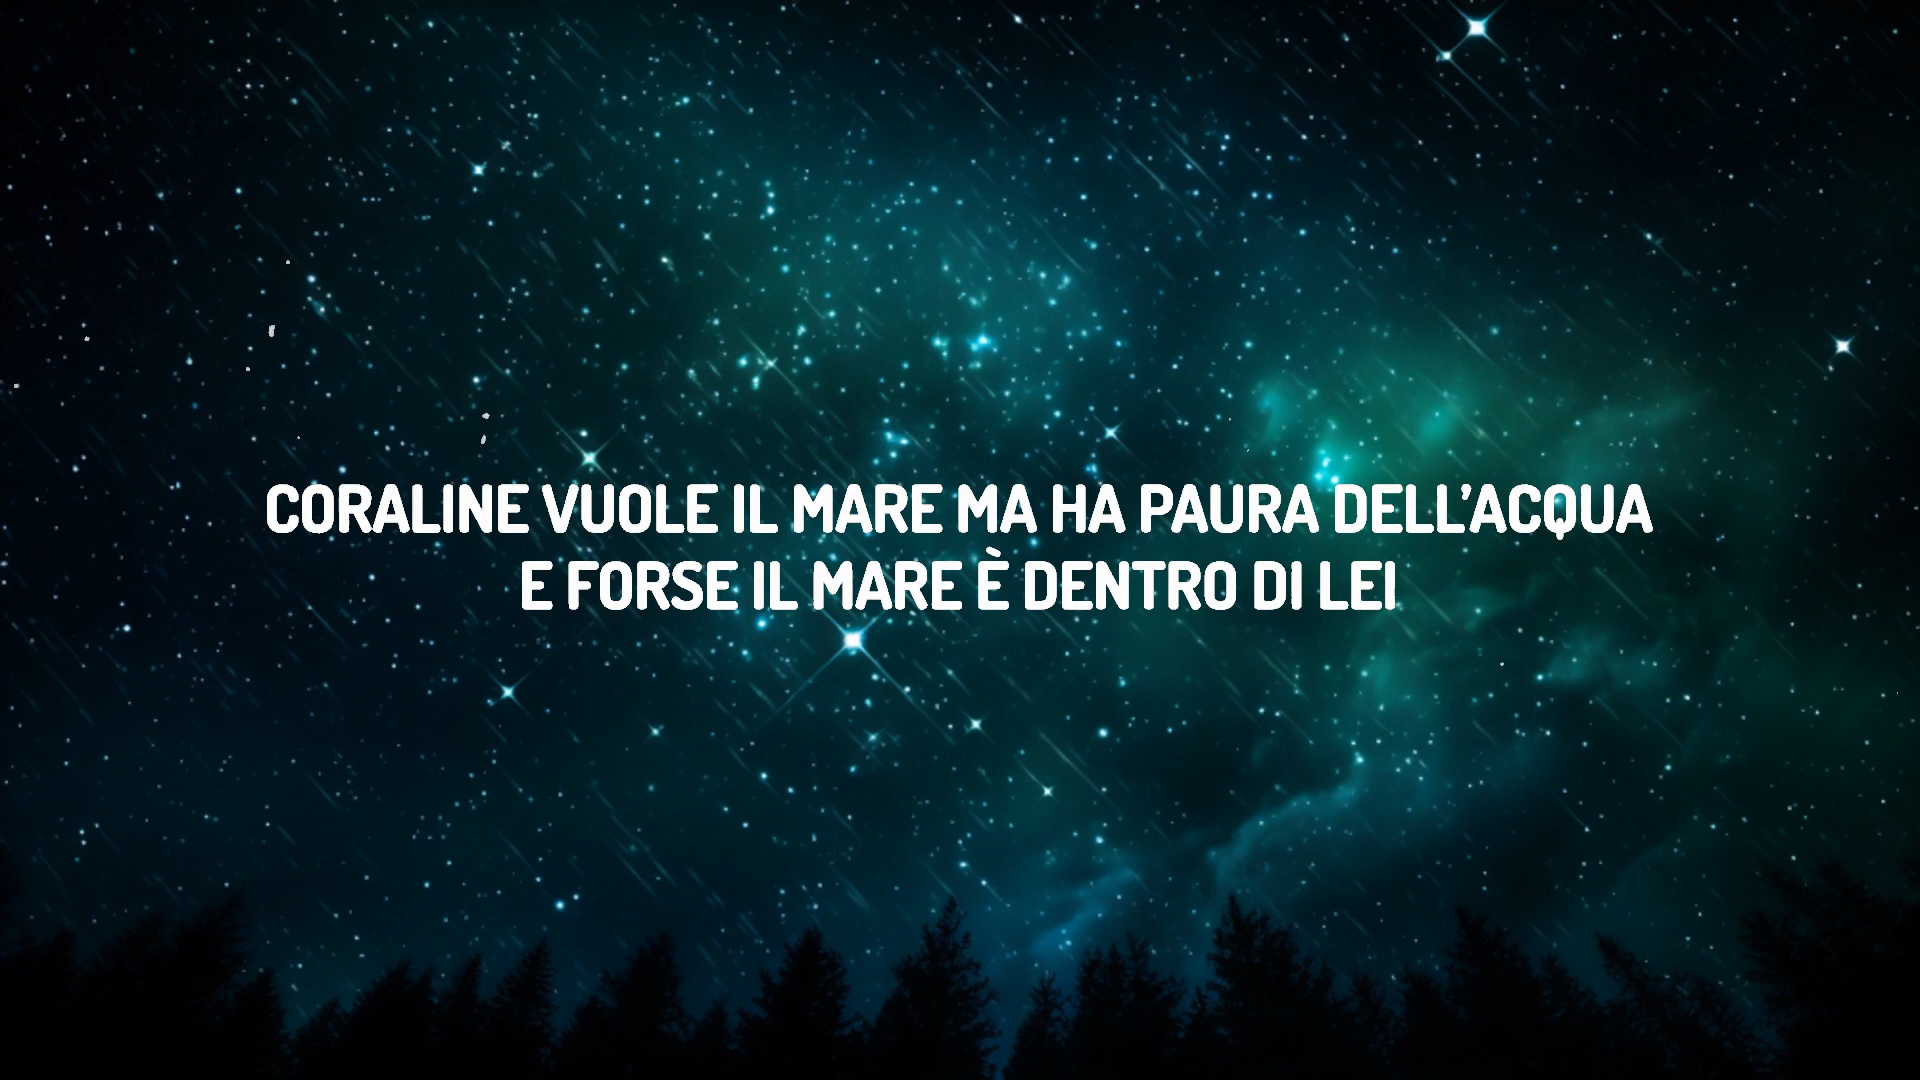 CORALINE VUOLE IL MARE MA HA PAURA DELL’ACQUA
E FORSE IL MARE È DENTRO DI LEI